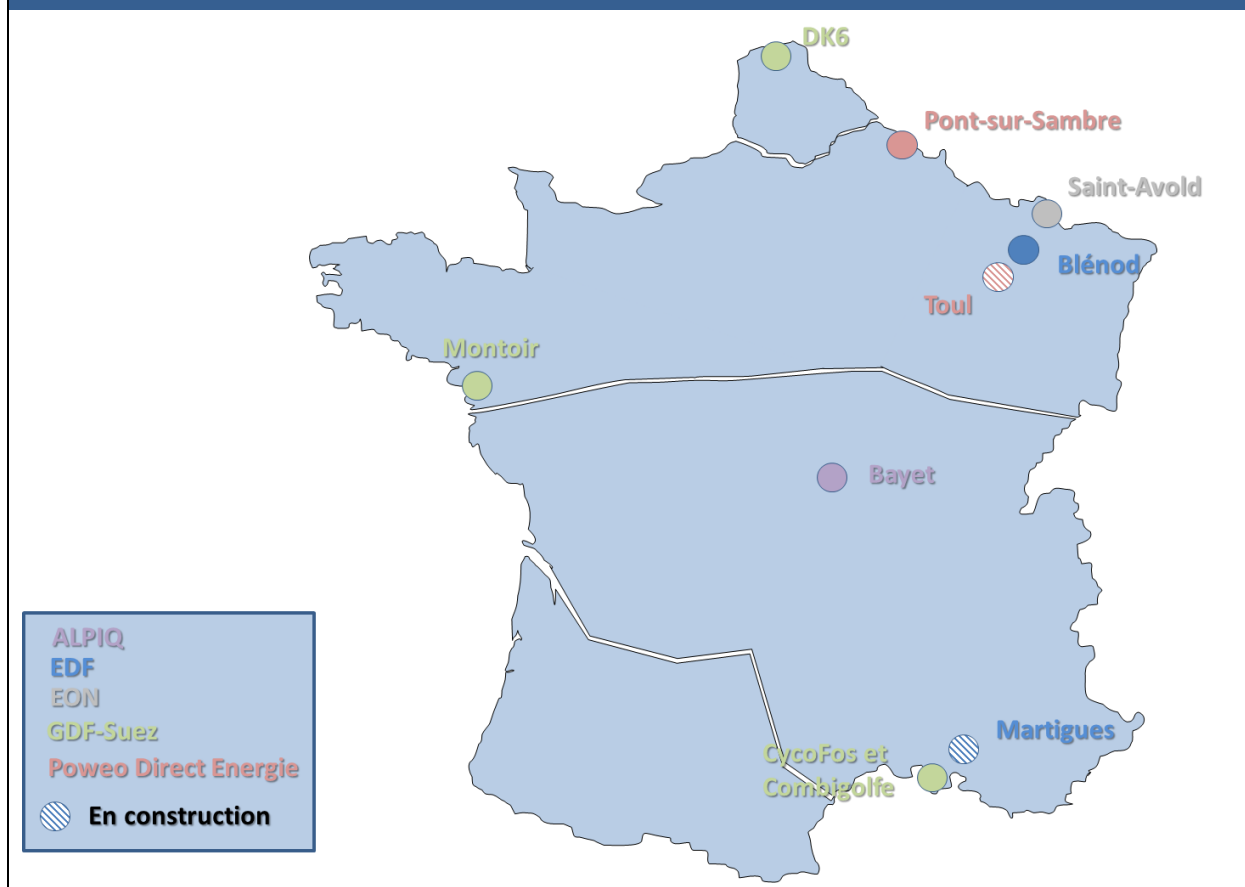 DK6
Pont-sur-Sambre
Saint-Avold
Blénod
Toul
Montoir
Bayet
Martigues
CycoFos et
Combigolfe
ALPIQ
EDF
EON
GDF-Suez
Poweo Direct Energie
En construction